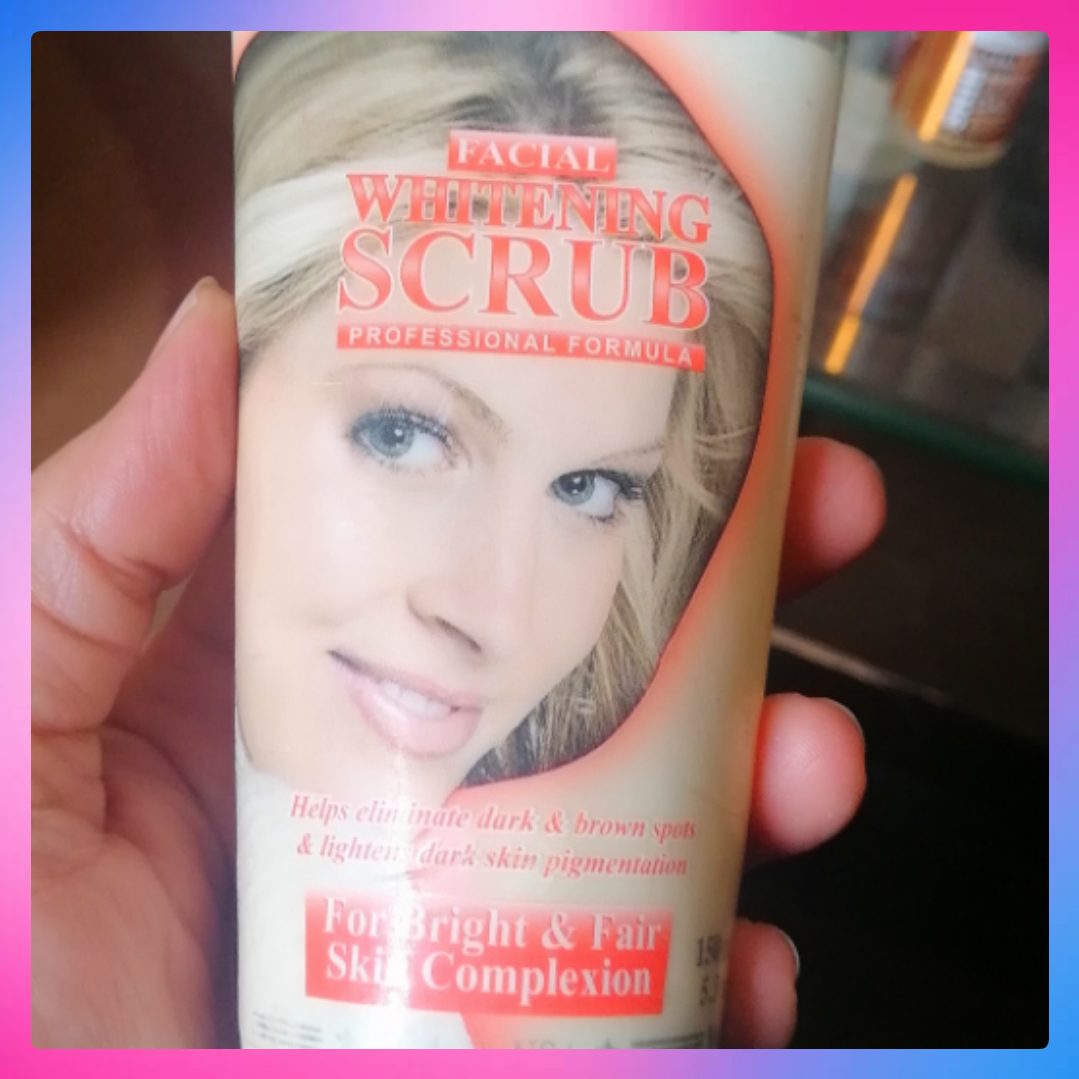 FACIAL
WHITENING
SCRUB
PROFESSIONAL FORMULA
Helps eliminate dark & brown spots
& lighten dark skin pigmentation
For Bright & Fair
Skin Complexion